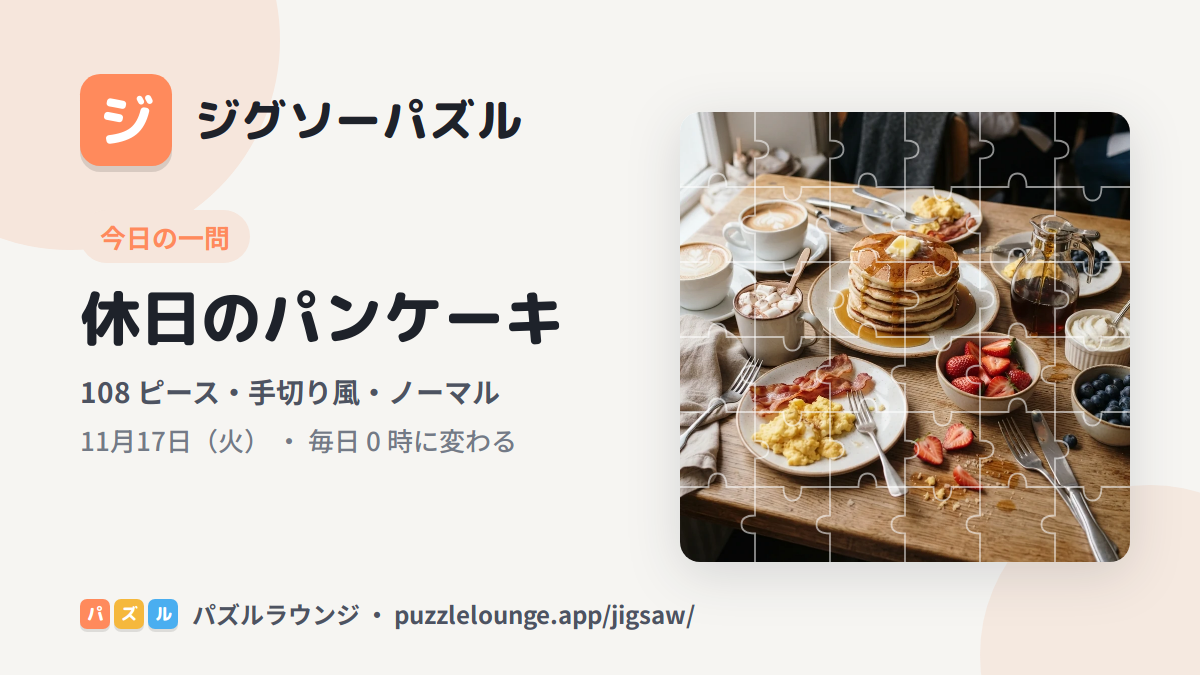 ジ ジグソーパズル
今日の一問
休日のパンケーキ
108 ピース・手切り風・ノーマル
11月17日（火） ・ 毎日 0 時に変わる
パズル パズルラウンジ ・ puzzlelounge.app/jigsaw/